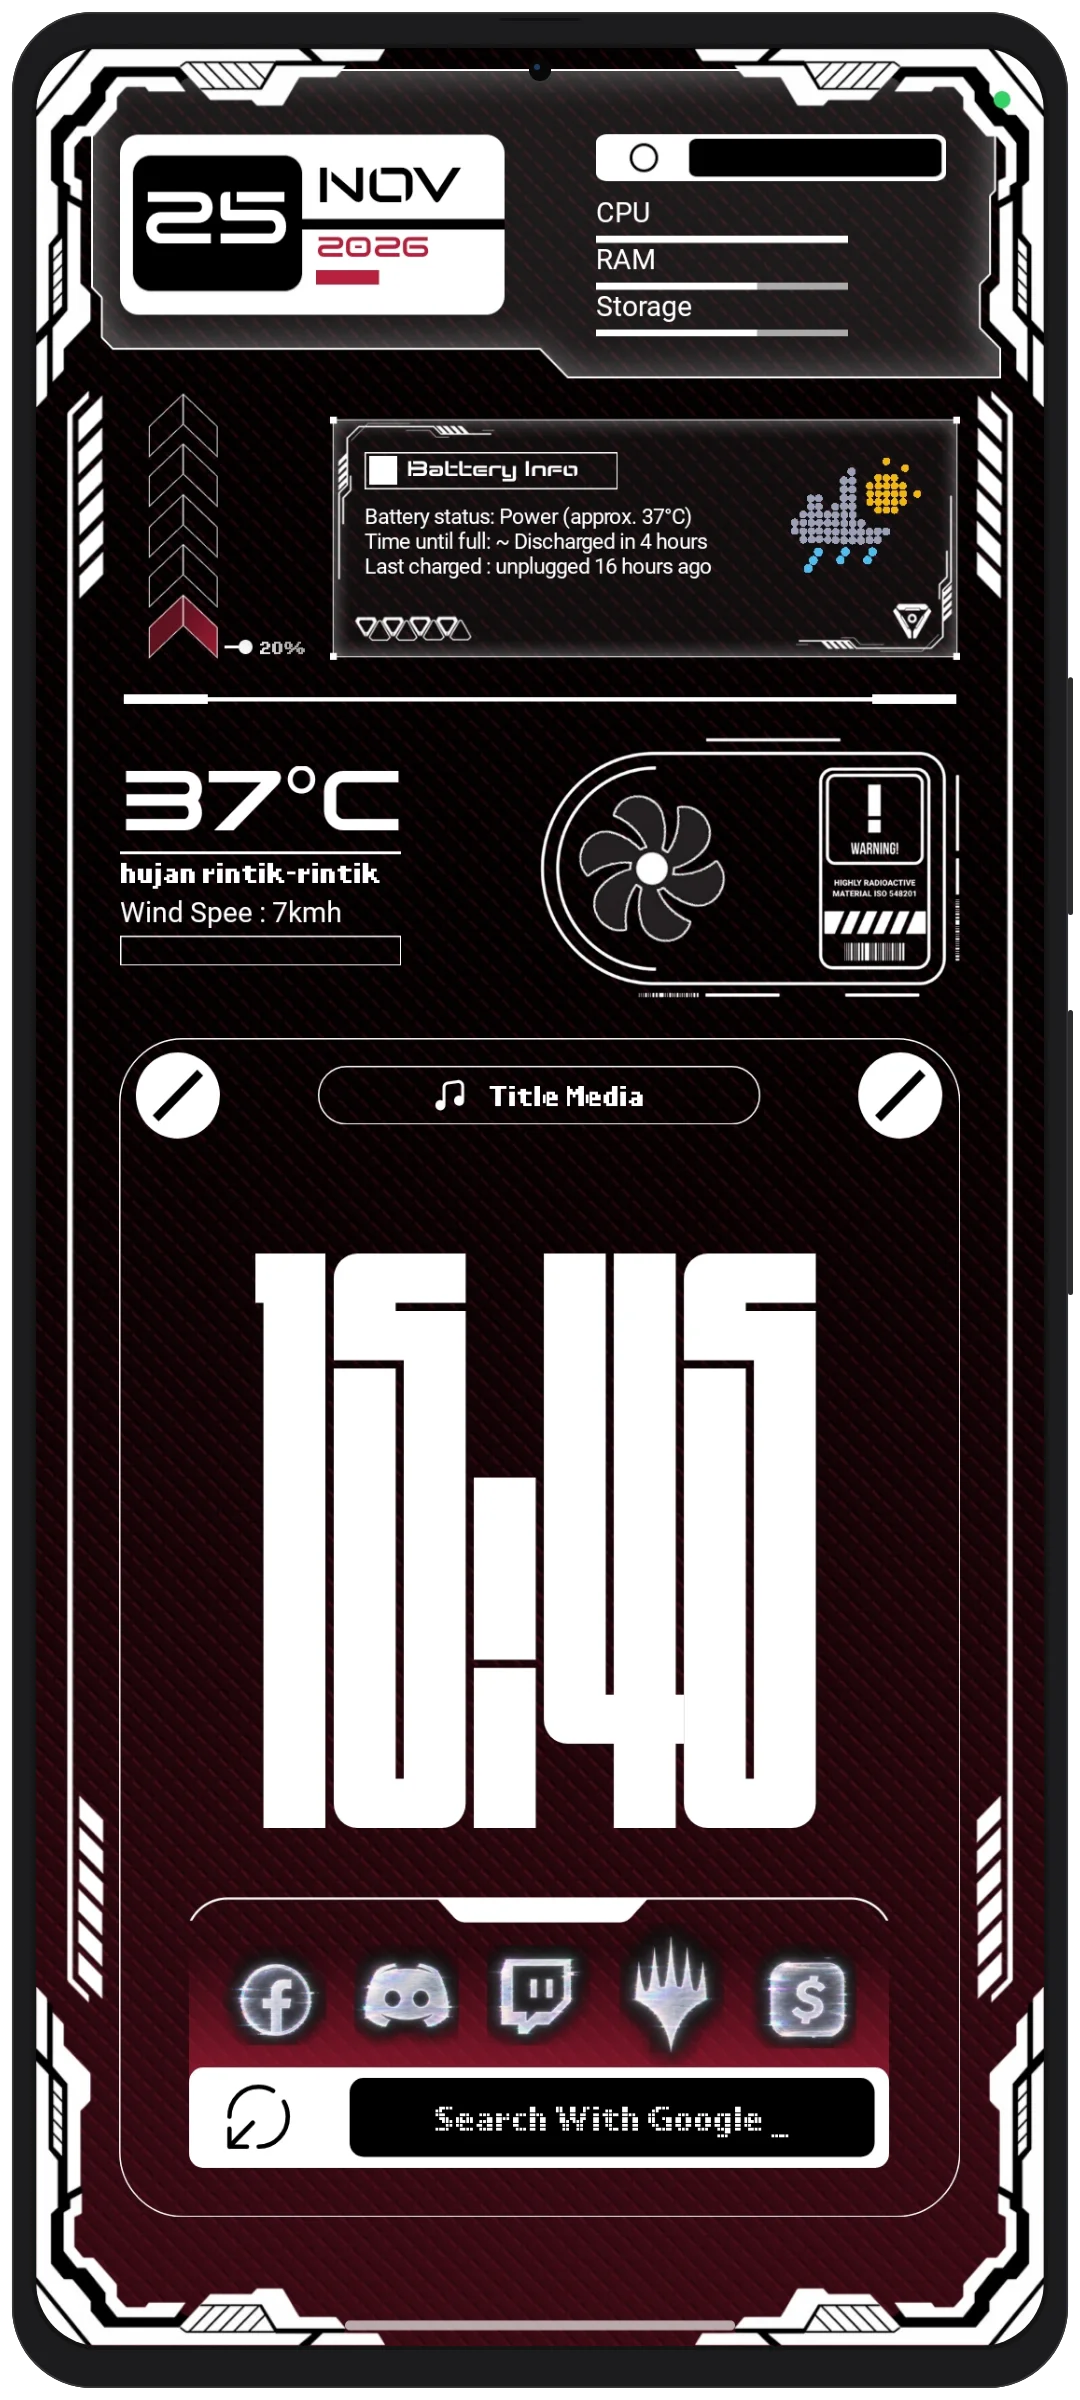 25
NOV
2026
CPU
RAM
Storage
Battery Info
Battery status: Power (approx. 37°C)
Time until full: ~ Discharged in 4 hours
Last charged : unplugged 16 hours ago
20%
37°C
hujan rintik-rintik
Wind Spee : 7kmh
!
WARNING!
HIGHLY RADIOACTIVE
MATERIAL ISO 548201
Title Media
15:45
Search With Google _